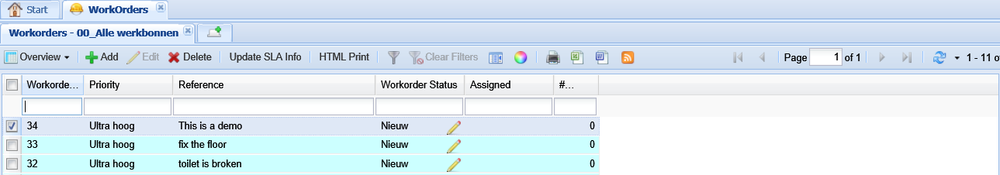 Start WorkOrders
Workorders - 00_Alle werkbonnen
Overview Add Edit Delete Update SLA Info HTML Print Clear Filters Page 1 of 1 1 - 11 o
Workorde... Priority Reference Workorder Status Assigned #...
34 Ultra hoog This is a demo Nieuw 0
33 Ultra hoog fix the floor Nieuw 0
32 Ultra hoog toilet is broken Nieuw 0